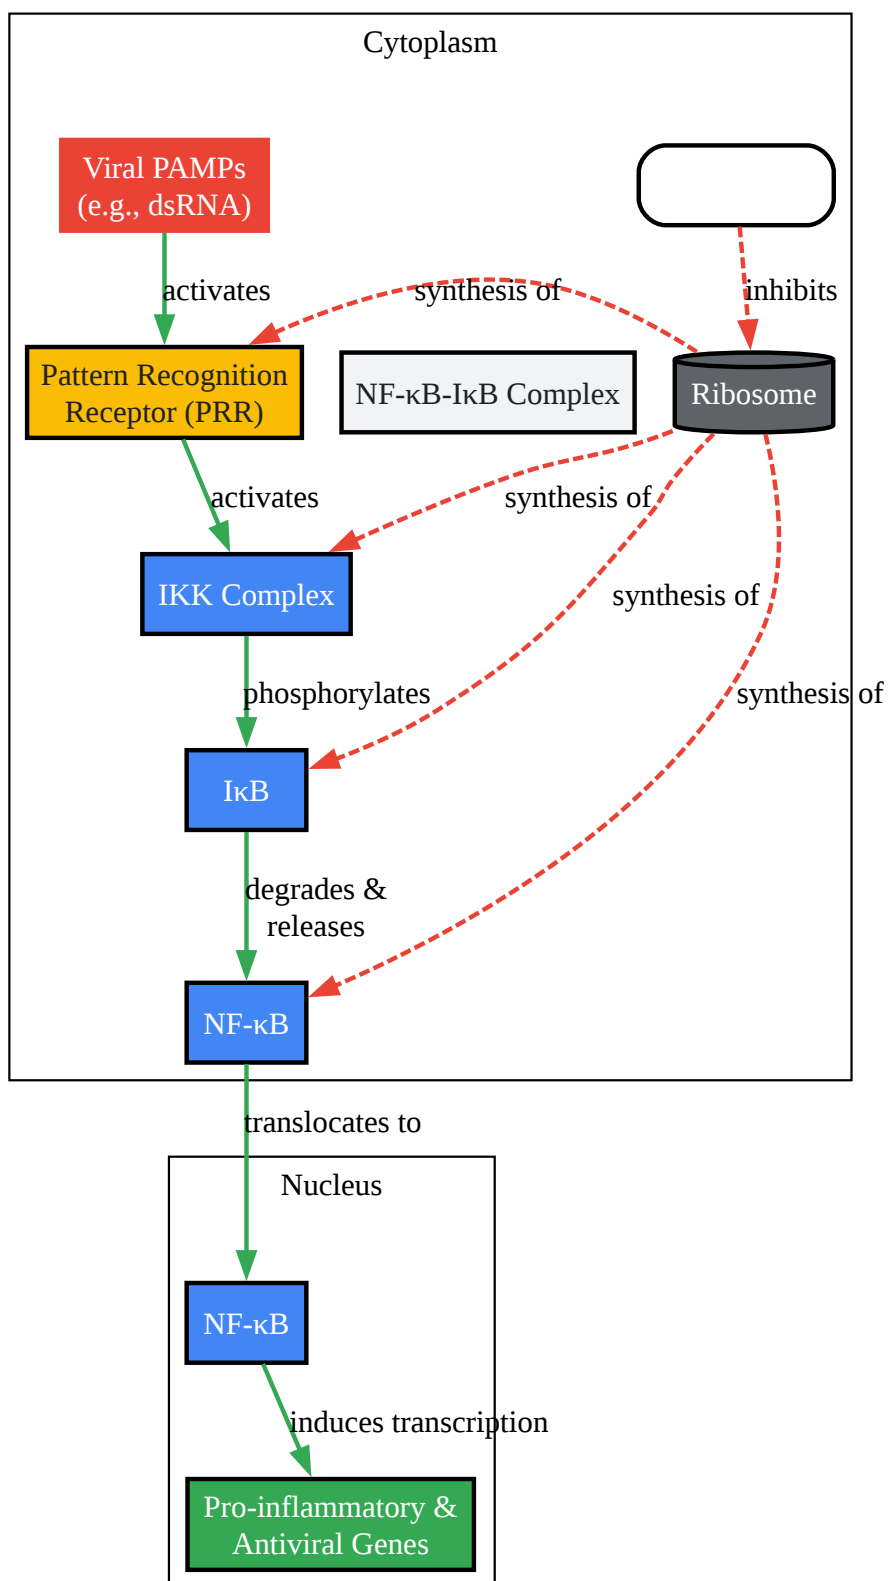 Cytoplasm
Viral PAMPs
(e.g., dsRNA)
activates
synthesis of
inhibits
Pattern Recognition
Receptor (PRR)
NF-κB-IκB Complex
Ribosome
activates
synthesis of
IKK Complex
synthesis of
phosphorylates
synthesis of
IκB
degrades &
releases
NF-κB
translocates to
Nucleus
NF-κB
induces transcription
Pro-inflammatory &
Antiviral Genes